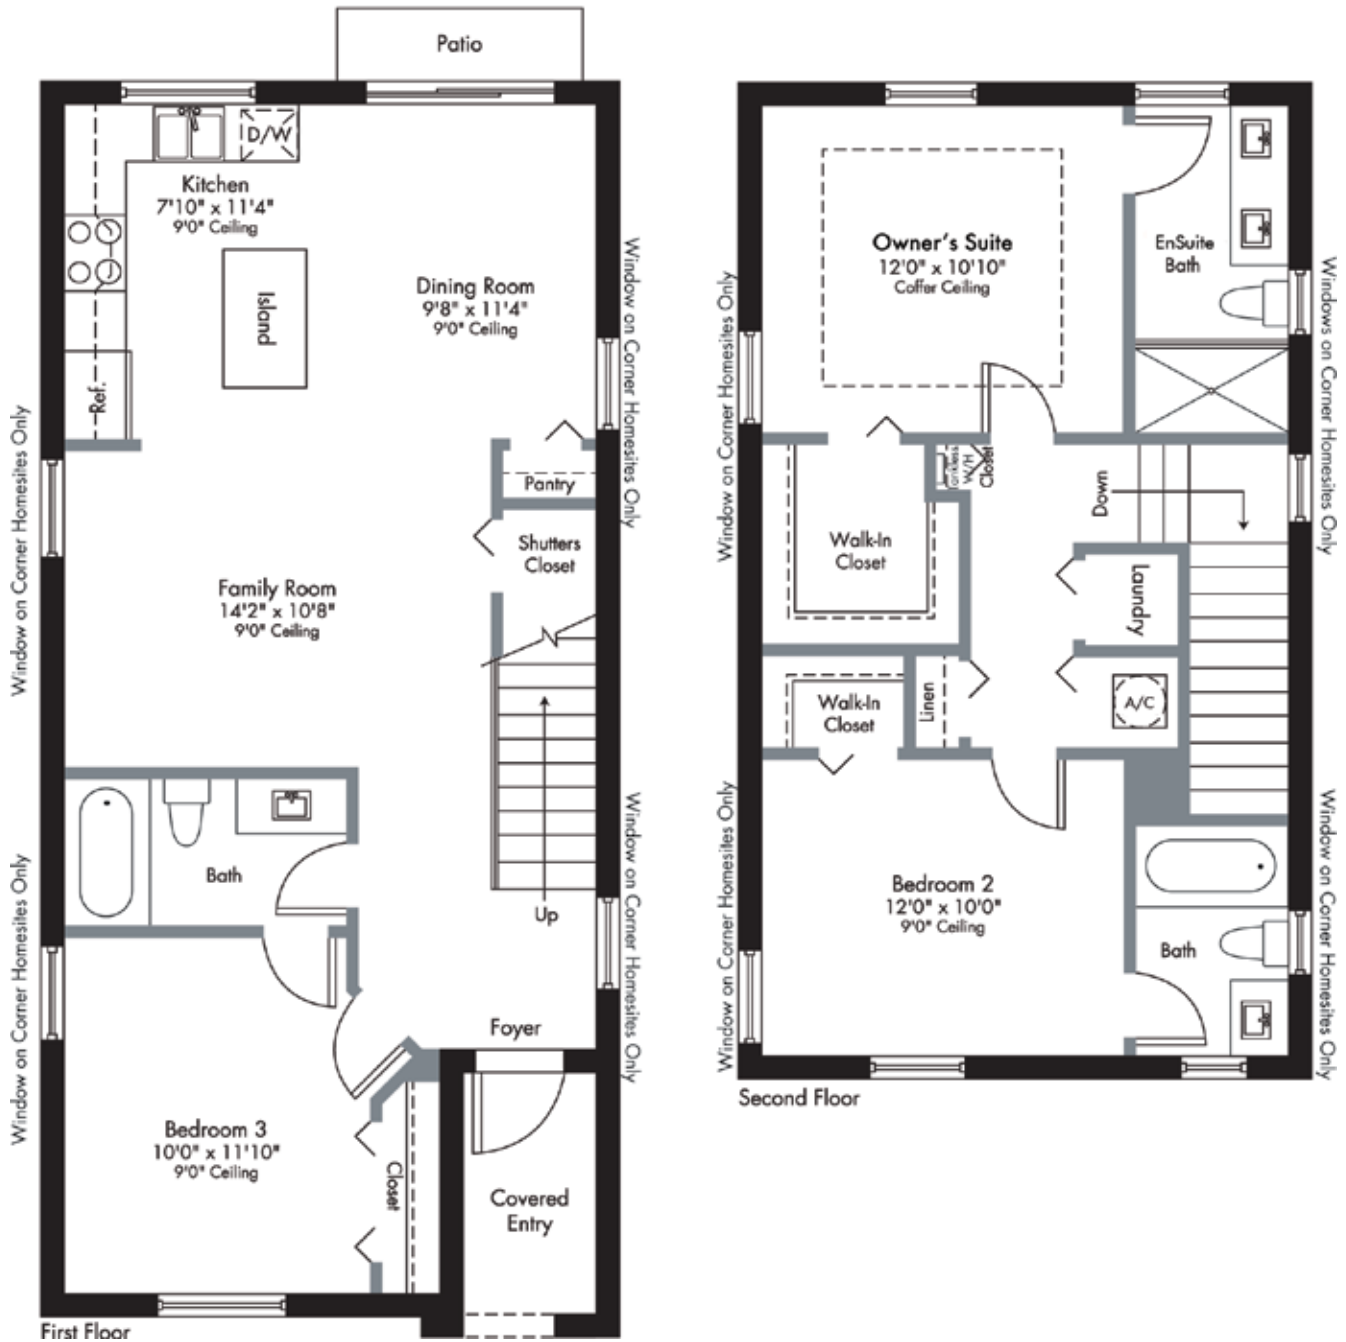 Patio
D/W
Kitchen
7'10" x 11'4"
9'0" Ceiling
Island
Dining Room
9'8" x 11'4"
9'0" Ceiling
Ref.
Window on Corner Homesites Only
Window on Corner Homesites Only
Pantry
Shutters
Closet
Family Room
14'2" x 10'8"
9'0" Ceiling
Bath
Up
Window on Corner Homesites Only
Window on Corner Homesites Only
Foyer
Bedroom 3
10'0" x 11'10"
9'0" Ceiling
Closet
Covered
Entry
First Floor
Owner's Suite
12'0" x 10'10"
Coffer Ceiling
EnSuite
Bath
Window on Corner Homesites Only
Windows on Corner Homesites Only
Tankless
W/H
Closet
Down
Walk-In
Closet
Laundry
Walk-In
Closet
Linen
A/C
Bedroom 2
12'0" x 10'0"
9'0" Ceiling
Bath
Window on Corner Homesites Only
Window on Corner Homesites Only
Second Floor